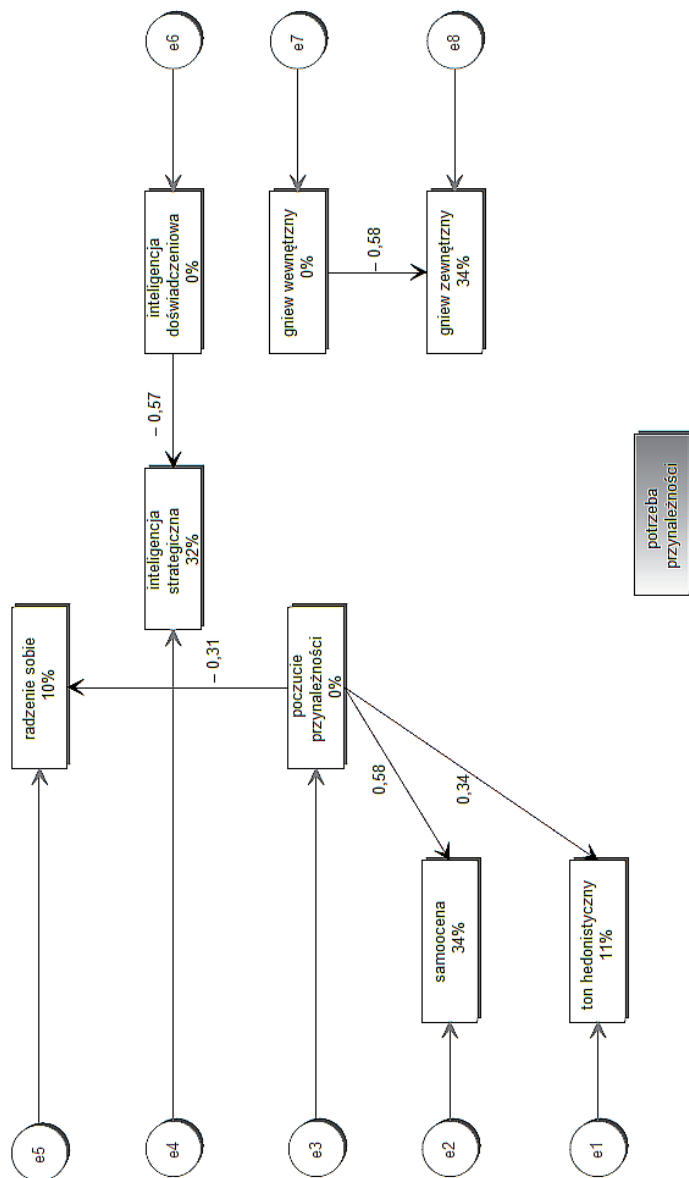 e6
e7
e8
inteligencja
doświadczeniowa
0%
gniew wewnętrzny
0%
gniew zewnętrzny
34%
– 0,57
– 0,58
inteligencja
strategiczna
32%
potrzeba
przynależności
radzenie sobie
10%
– 0,31
poczucie
przynależności
0%
0,58
0,34
samoocena
34%
ton hedonistyczny
11%
e5
e4
e3
e2
e1